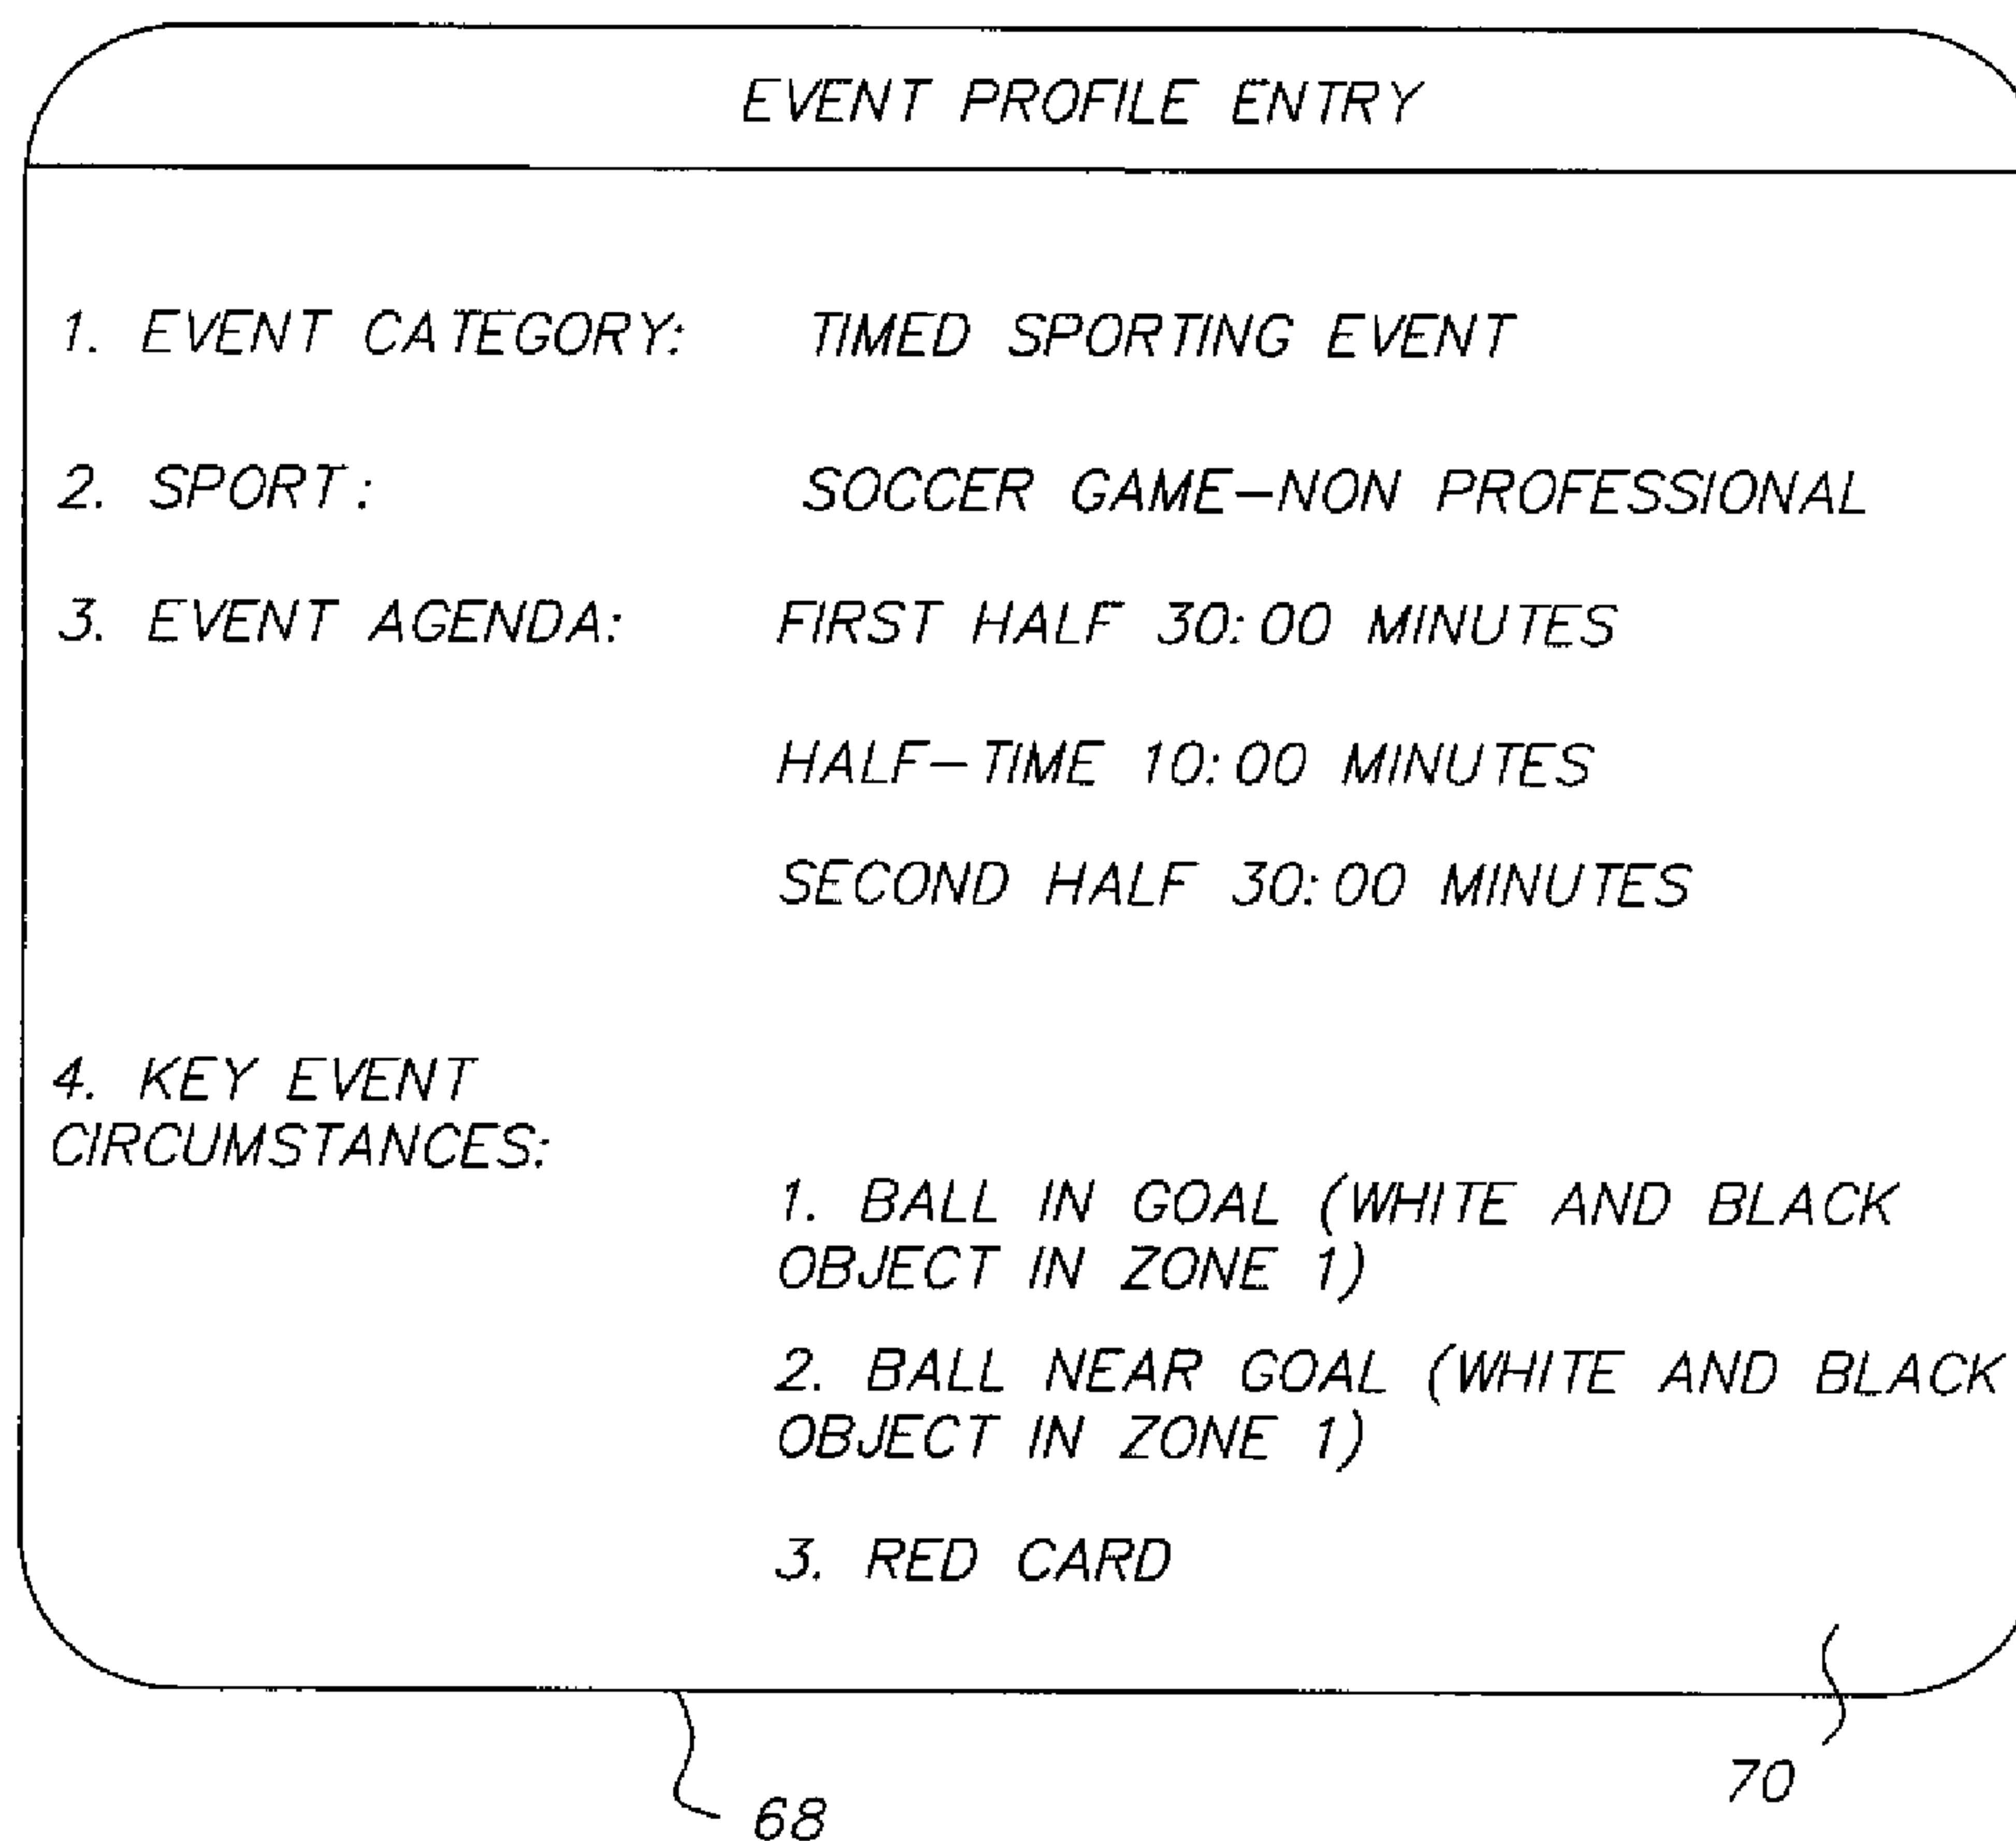 EVENT PROFILE ENTRY
1. EVENT CATEGORY: TIMED SPORTING EVENT
2. SPORT: SOCCER GAME-NON PROFESSIONAL
3. EVENT AGENDA: FIRST HALF 30:00 MINUTES
HALF-TIME 10:00 MINUTES
SECOND HALF 30:00 MINUTES
4. KEY EVENT
CIRCUMSTANCES:
1. BALL IN GOAL (WHITE AND BLACK
OBJECT IN ZONE 1)
2. BALL NEAR GOAL (WHITE AND BLACK
OBJECT IN ZONE 1)
3. RED CARD
70
68